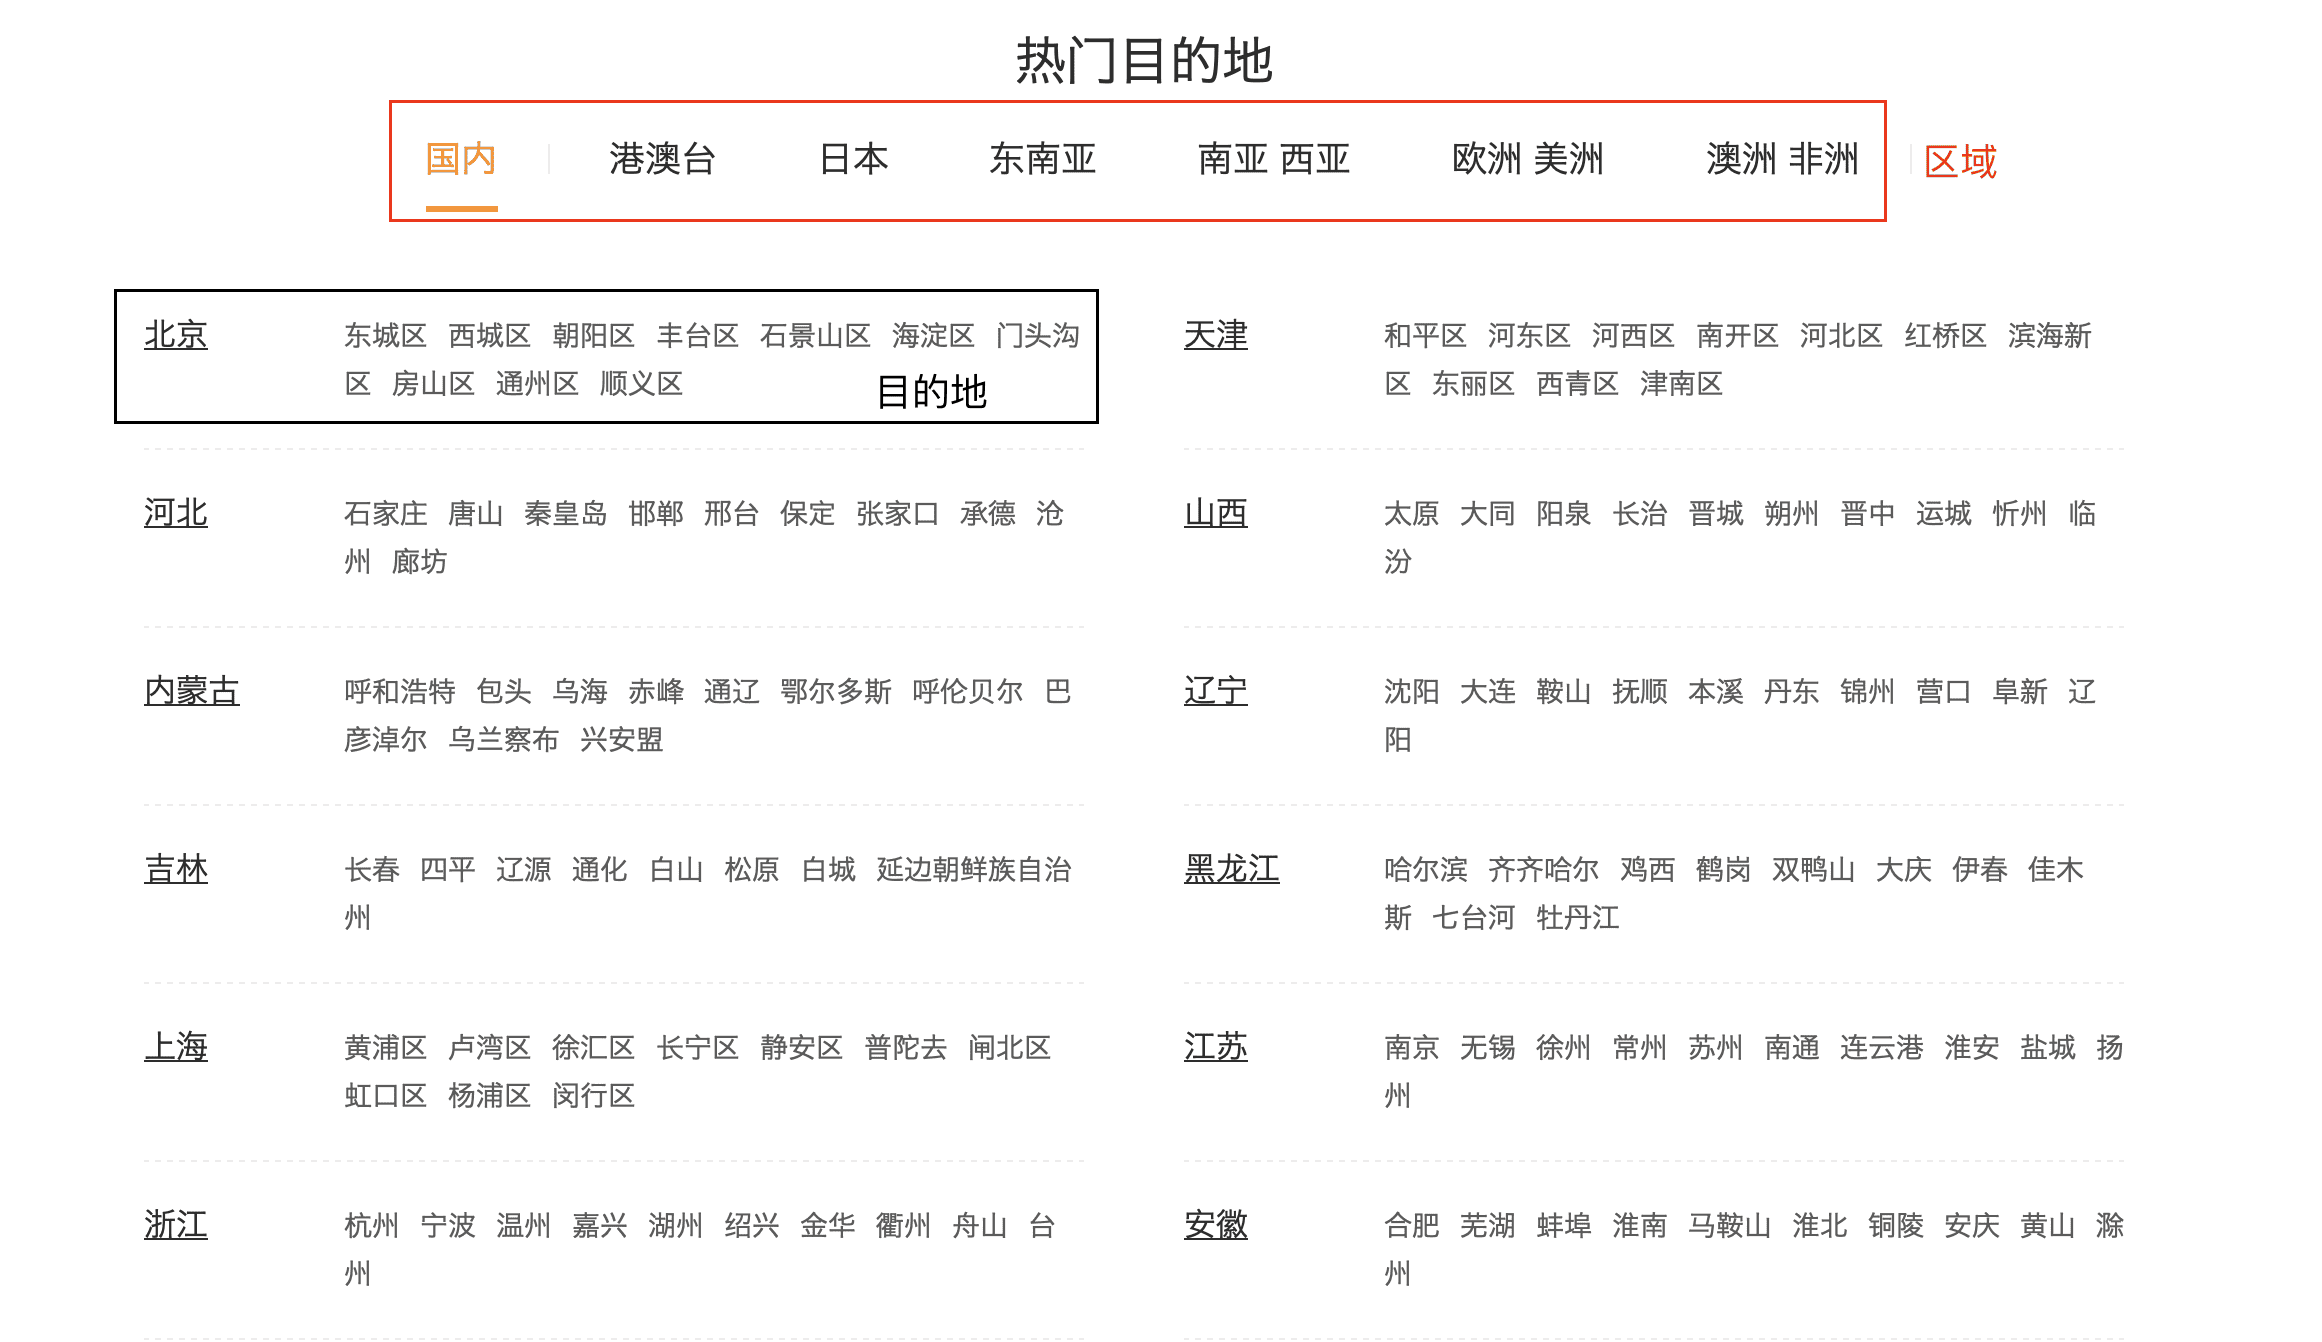 热门目的地
国内 港澳台 日本 东南亚 南亚 西亚 欧洲 美洲 澳洲 非洲 区域
北京 东城区 西城区 朝阳区 丰台区 石景山区 海淀区 门头沟
区 房山区 通州区 顺义区
目的地
天津 和平区 河东区 河西区 南开区 河北区 红桥区 滨海新
区 东丽区 西青区 津南区
河北 石家庄 唐山 秦皇岛 邯郸 邢台 保定 张家口 承德 沧
州 廊坊
山西 太原 大同 阳泉 长治 晋城 朔州 晋中 运城 忻州 临
汾
内蒙古 呼和浩特 包头 乌海 赤峰 通辽 鄂尔多斯 呼伦贝尔 巴
彦淖尔 乌兰察布 兴安盟
辽宁 沈阳 大连 鞍山 抚顺 本溪 丹东 锦州 营口 阜新 辽
阳
吉林 长春 四平 辽源 通化 白山 松原 白城 延边朝鲜族自治
州
黑龙江 哈尔滨 齐齐哈尔 鸡西 鹤岗 双鸭山 大庆 伊春 佳木
斯 七台河 牡丹江
上海 黄浦区 卢湾区 徐汇区 长宁区 静安区 普陀去 闸北区
虹口区 杨浦区 闵行区
江苏 南京 无锡 徐州 常州 苏州 南通 连云港 淮安 盐城 扬
州
浙江 杭州 宁波 温州 嘉兴 湖州 绍兴 金华 衢州 舟山 台
州
安徽 合肥 芜湖 蚌埠 淮南 马鞍山 淮北 铜陵 安庆 黄山 滁
州